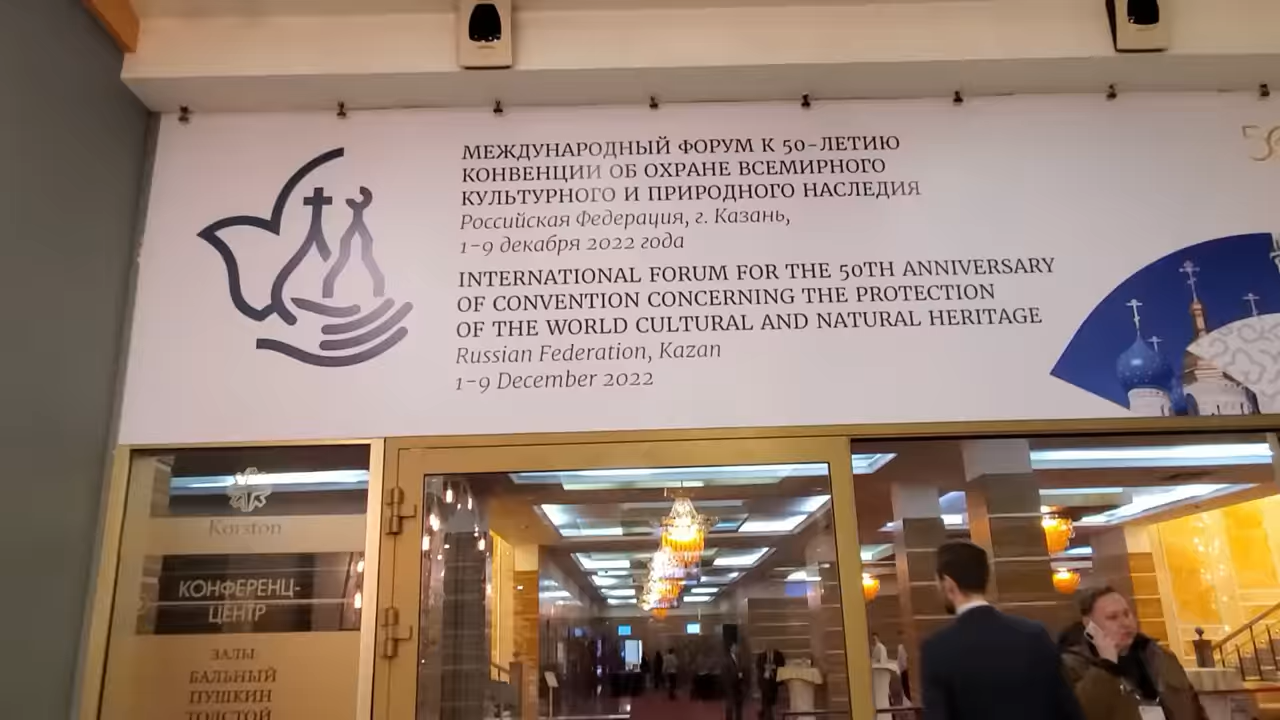 МЕЖДУНАРОДНЫЙ ФОРУМ К 50-ЛЕТИЮ
КОНВЕНЦИИ ОБ ОХРАНЕ ВСЕМИРНОГО
КУЛЬТУРНОГО И ПРИРОДНОГО НАСЛЕДИЯ
Российская Федерация, г. Казань,
1-9 декабря 2022 года
INTERNATIONAL FORUM FOR THE 50TH ANNIVERSARY
OF CONVENTION CONCERNING THE PROTECTION
OF THE WORLD CULTURAL AND NATURAL HERITAGE
Russian Federation, Kazan
1-9 December 2022
Korston
КОНФЕРЕНЦ-
ЦЕНТР
ЗАЛЫ
БАЛЬНЫЙ
ПУШКИН
ТОЛСТОЙ